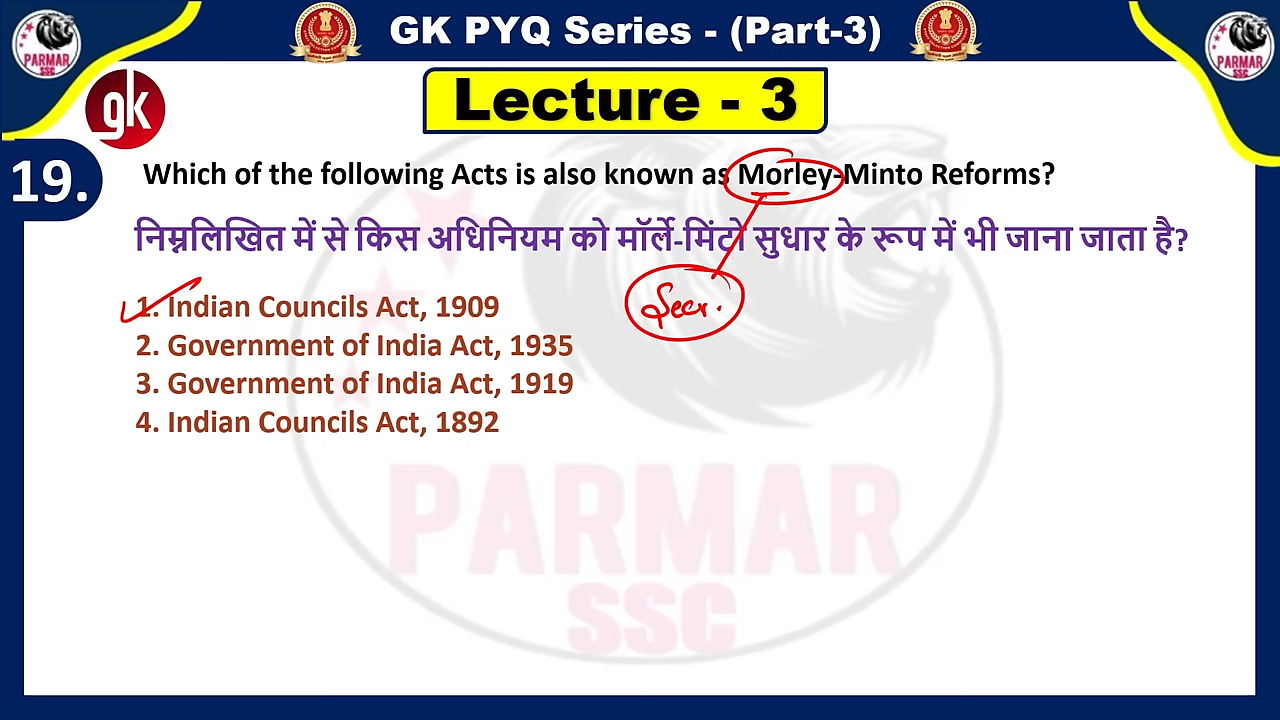 PARMAR
SSC
GK PYQ Series - (Part-3)
PARMAR
SSC
gk
Lecture - 3
19.
Which of the following Acts is also known as Morley-Minto Reforms?
निम्नलिखित में से किस अधिनियम को मॉर्ले-मिंटो सुधार के रूप में भी जाना जाता है?
Secr.
1. Indian Councils Act, 1909
2. Government of India Act, 1935
3. Government of India Act, 1919
4. Indian Councils Act, 1892
PARMAR
SSC